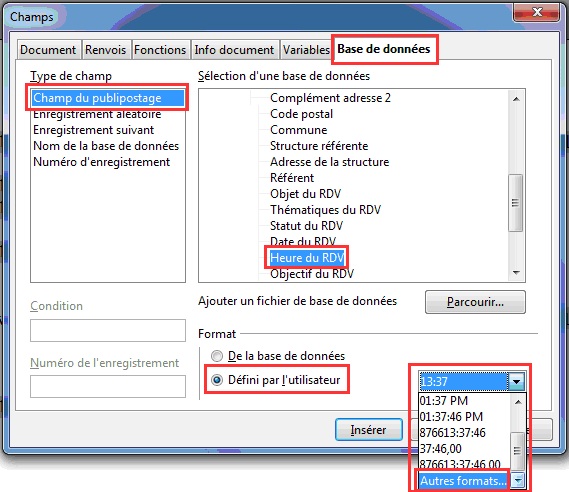 Champs
Document Renvois Fonctions Info document Variables Base de données
Type de champ
Champ du publipostage
Enregistrement aléatoire
Enregistrement suivant
Nom de la base de données
Numéro d'enregistrement
Sélection d'une base de données
Complément adresse 2
Code postal
Commune
Structure référente
Adresse de la structure
Référent
Objet du RDV
Thématiques du RDV
Statut du RDV
Date du RDV
Heure du RDV
Objectif du RDV
Condition
Numéro de l'enregistrement
Ajouter un fichier de base de données Parcourir...
Format
De la base de données
Défini par l'utilisateur
13:37
01:37 PM
01:37:46 PM
876613:37:46
37:46,00
876613:37:46,00
Autres formats...
Insérer